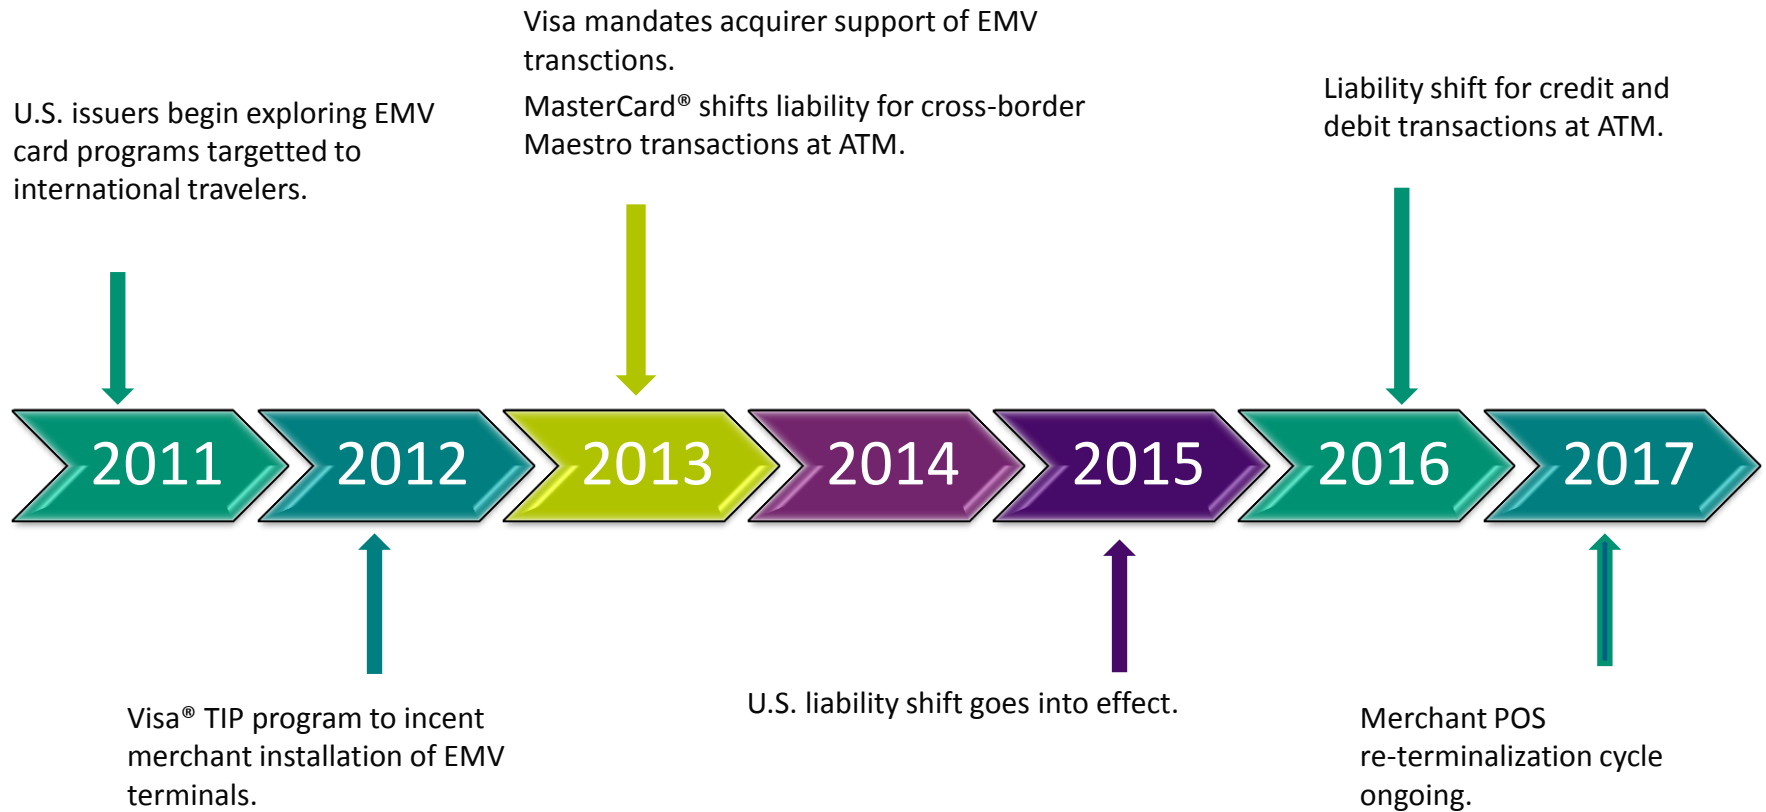 Visa mandates acquirer support of EMV
transctions.
MasterCard® shifts liability for cross-border
Maestro transactions at ATM.
Liability shift for credit and
debit transactions at ATM.
U.S. issuers begin exploring EMV
card programs targetted to
international travelers.
2011
2012
2013
2014
2015
2016
2017
Visa® TIP program to incent
merchant installation of EMV
terminals.
U.S. liability shift goes into effect.
Merchant POS
re-terminalization cycle
ongoing.